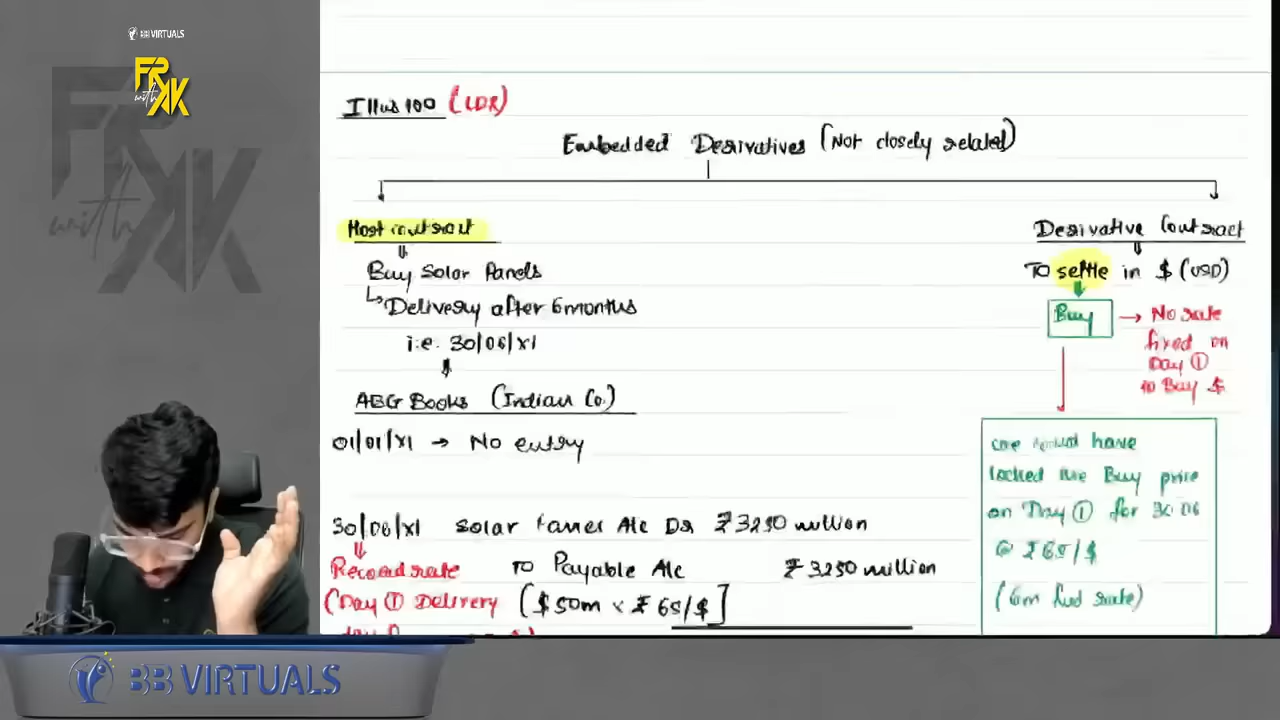 BB VIRTUALS
FR
with
KK
Illus 100 (LDR)
Embedded Derivatives (Not closely related)
Host contract
Buy Solar Panels
Delivery after 6 months
i.e. 30/06/x1
ABG Books (Indian Co.)
01/01/x1 → No entry
30/06/x1 Solar Panel A/c Dr ₹3250 million
Record rate To Payable A/c ₹3250 million
(Day ① Delivery [$50m x ₹65/$]
Derivative Contract
To settle in $ (USD)
Buy → No rate
fixed on
Day ①
to Buy $
have
locked the Buy price
on Day ① for 30.06
@ ₹65/$
(6m fwd rate)
BB VIRTUALS